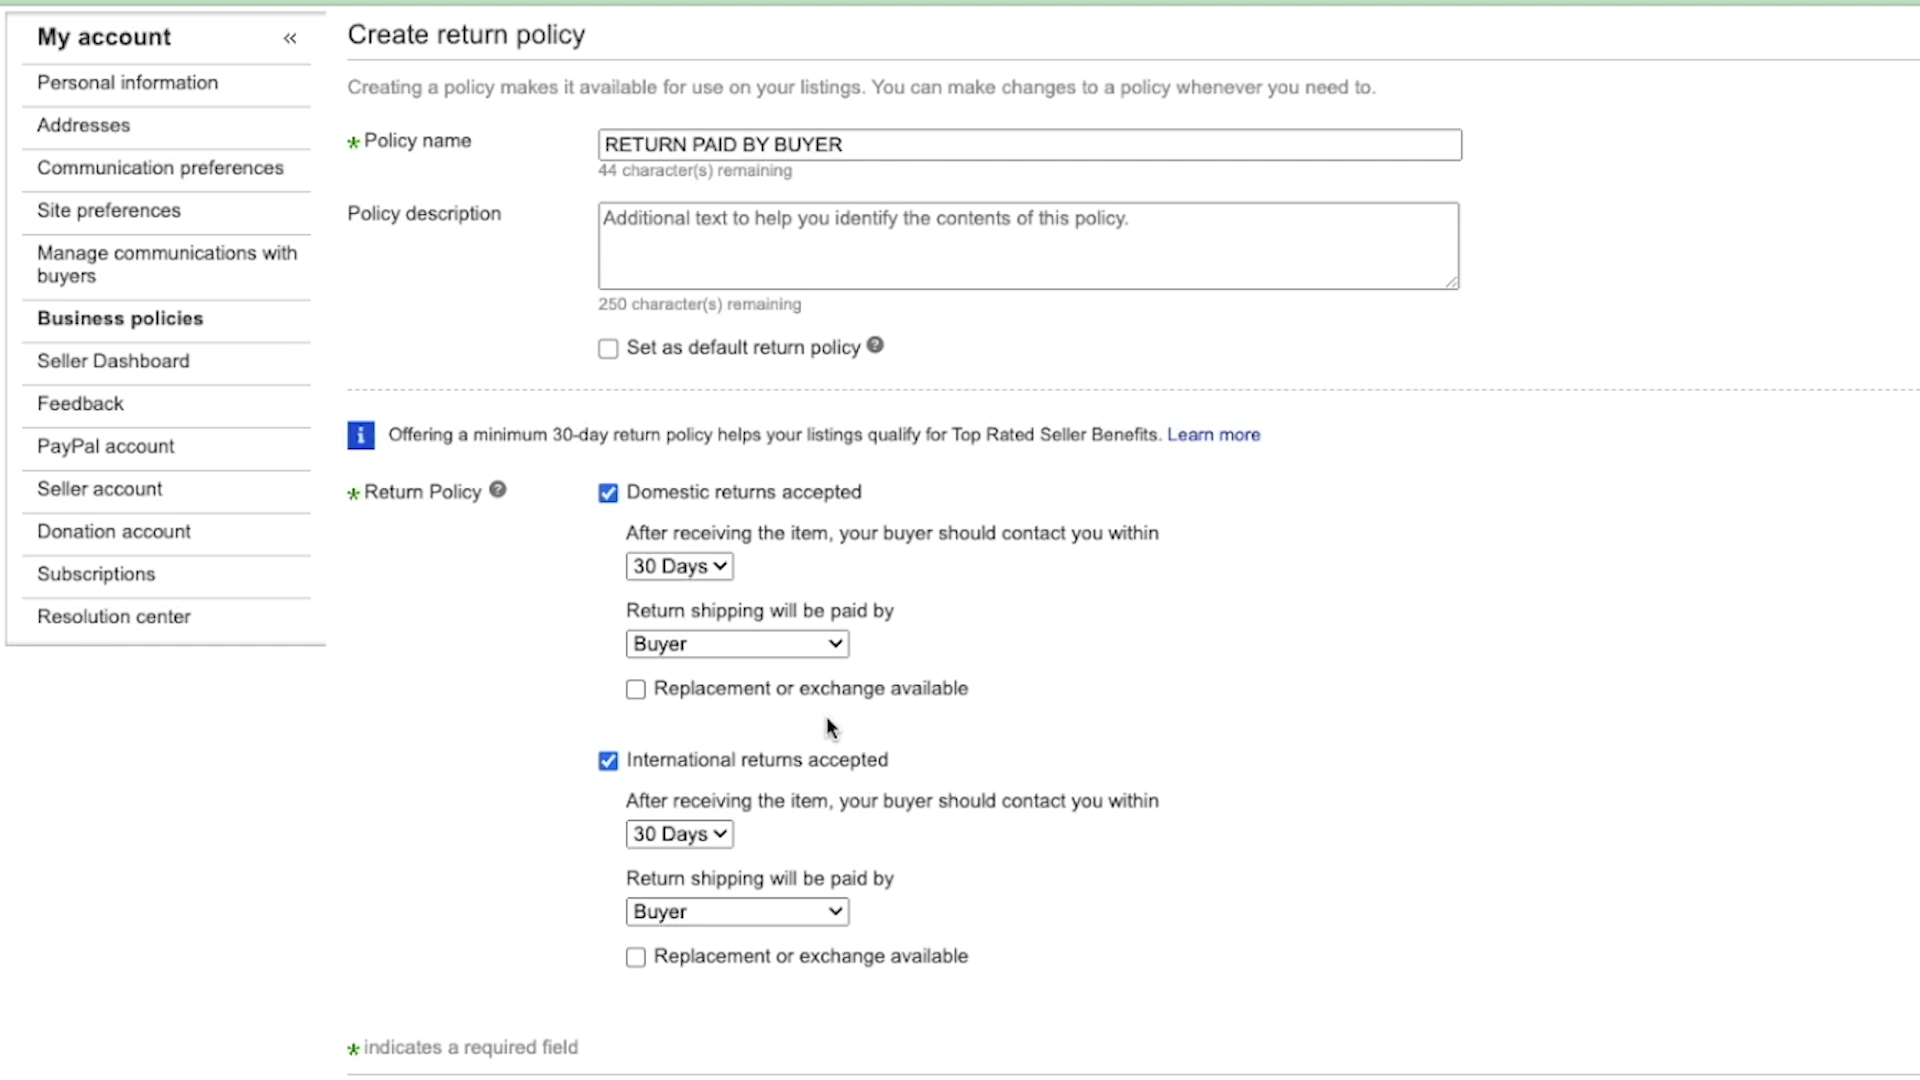 My account «
Personal information
Addresses
Communication preferences
Site preferences
Manage communications with
buyers
Business policies
Seller Dashboard
Feedback
PayPal account
Seller account
Donation account
Subscriptions
Resolution center
Create return policy
Creating a policy makes it available for use on your listings. You can make changes to a policy whenever you need to.
* Policy name RETURN PAID BY BUYER
44 character(s) remaining
Policy description Additional text to help you identify the contents of this policy.
250 character(s) remaining
Set as default return policy ?
i Offering a minimum 30-day return policy helps your listings qualify for Top Rated Seller Benefits. Learn more
* Return Policy ? Domestic returns accepted
After receiving the item, your buyer should contact you within
30 Days
Return shipping will be paid by
Buyer
Replacement or exchange available
International returns accepted
After receiving the item, your buyer should contact you within
30 Days
Return shipping will be paid by
Buyer
Replacement or exchange available
* indicates a required field